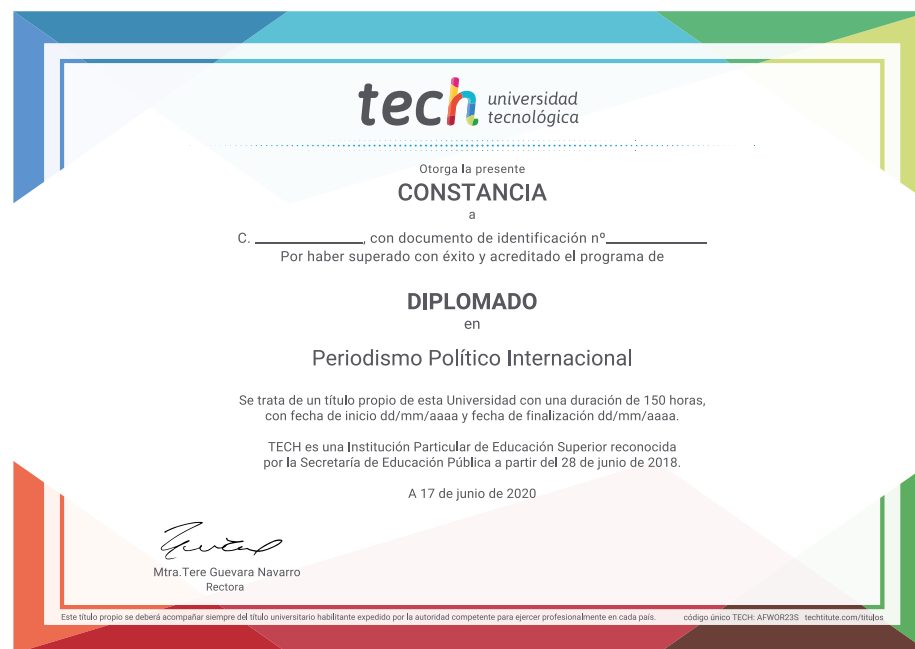 tech universidad
tecnológica
Otorga la presente
CONSTANCIA
a
C. ____________, con documento de identificación nº____________
Por haber superado con éxito y acreditado el programa de
DIPLOMADO
en
Periodismo Político Internacional
Se trata de un título propio de esta Universidad con una duración de 150 horas,
con fecha de inicio dd/mm/aaaa y fecha de finalización dd/mm/aaaa.
TECH es una Institución Particular de Educación Superior reconocida
por la Secretaría de Educación Pública a partir del 28 de junio de 2018.
A 17 de junio de 2020
Mtra.Tere Guevara Navarro
Rectora
Este título propio se deberá acompañar siempre del título universitario habilitante expedido por la autoridad competente para ejercer profesionalmente en cada país. código único TECH: AFWOR23S techtitute.com/titulos